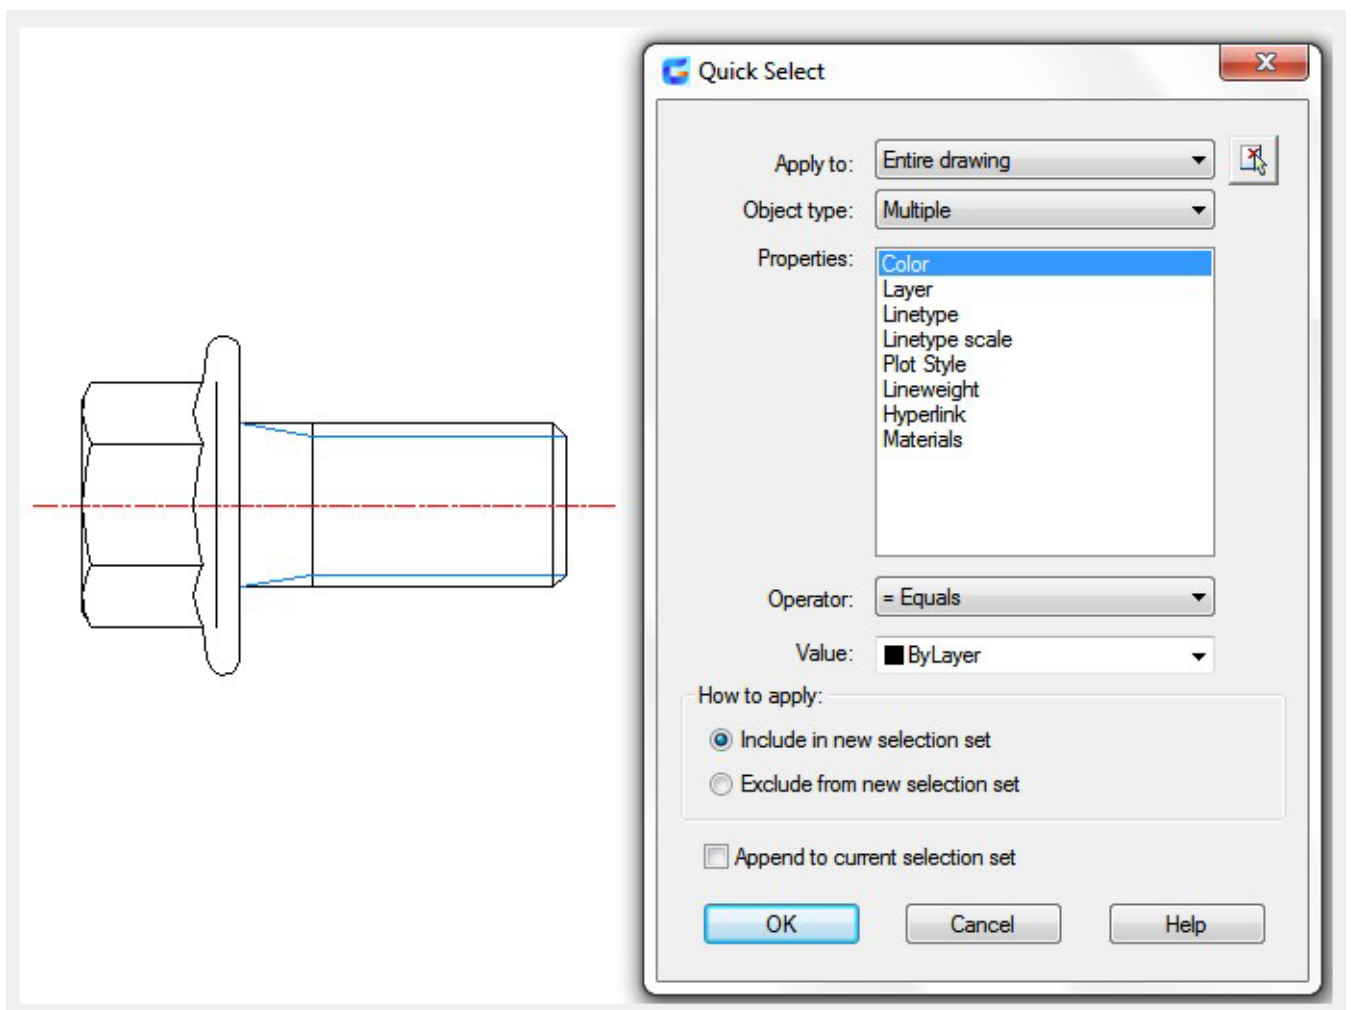 Quick Select
Apply to: Entire drawing
Object type: Multiple
Properties: Color
Layer
Linetype
Linetype scale
Plot Style
Lineweight
Hyperlink
Materials
Operator: = Equals
Value: ByLayer
How to apply:
Include in new selection set
Exclude from new selection set
Append to current selection set
OK Cancel Help